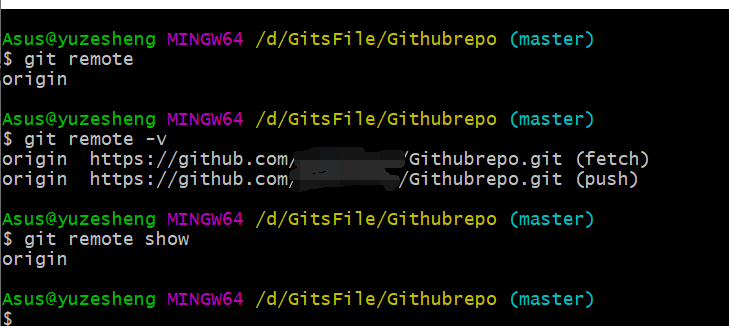 Asus@yuzesheng MINGW64 /d/GitsFile/Githubrepo (master)
$ git remote
origin
Asus@yuzesheng MINGW64 /d/GitsFile/Githubrepo (master)
$ git remote -v
origin  https://github.com/ /Githubrepo.git (fetch)
origin  https://github.com/ /Githubrepo.git (push)
Asus@yuzesheng MINGW64 /d/GitsFile/Githubrepo (master)
$ git remote show
origin
Asus@yuzesheng MINGW64 /d/GitsFile/Githubrepo (master)
$